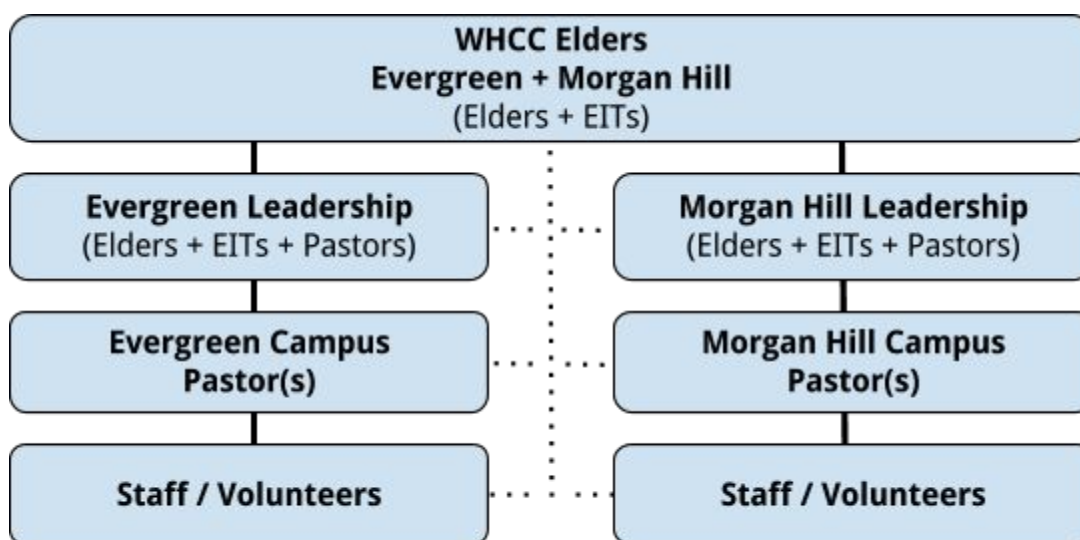 WHCC Elders
Evergreen + Morgan Hill
(Elders + EITs)
Evergreen Leadership
(Elders + EITs + Pastors)
Morgan Hill Leadership
(Elders + EITs + Pastors)
Evergreen Campus
Pastor(s)
Morgan Hill Campus
Pastor(s)
Staff / Volunteers
Staff / Volunteers